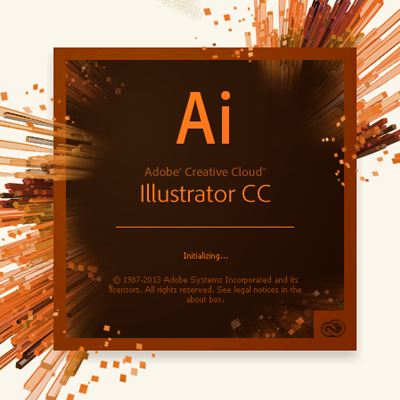 Ai
Adobe® Creative Cloud™
Illustrator CC
Initializing...
© 1987-2013 Adobe Systems Incorporated and its
licensors. All rights reserved. See legal notices in the
about box.